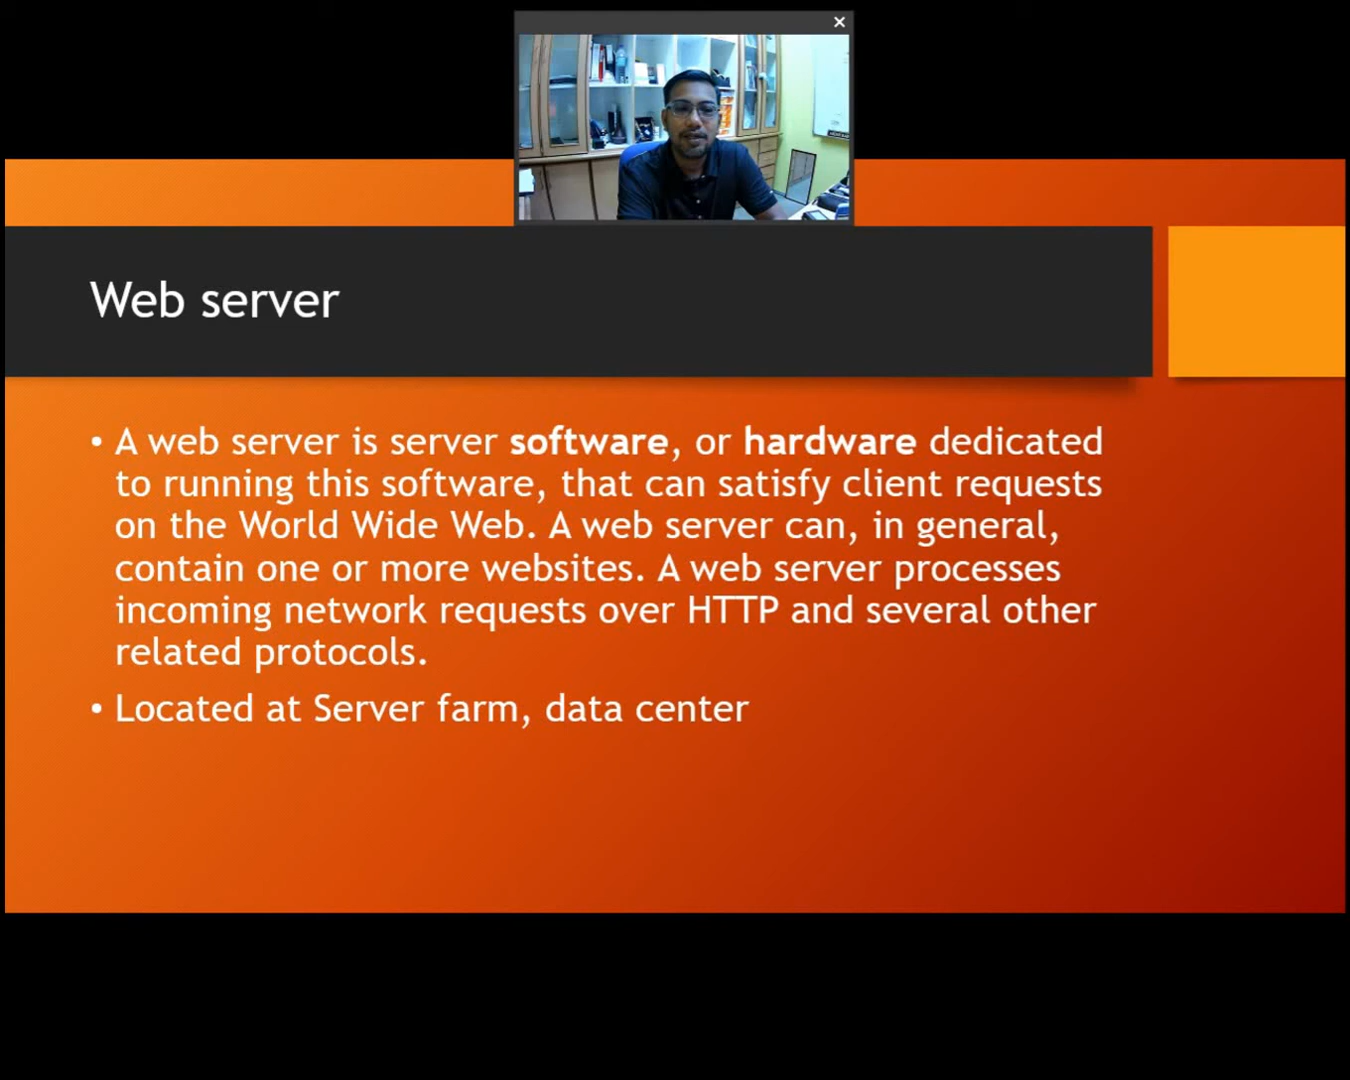 Web server
• A web server is server software, or hardware dedicated
to running this software, that can satisfy client requests
on the World Wide Web. A web server can, in general,
contain one or more websites. A web server processes
incoming network requests over HTTP and several other
related protocols.
• Located at Server farm, data center